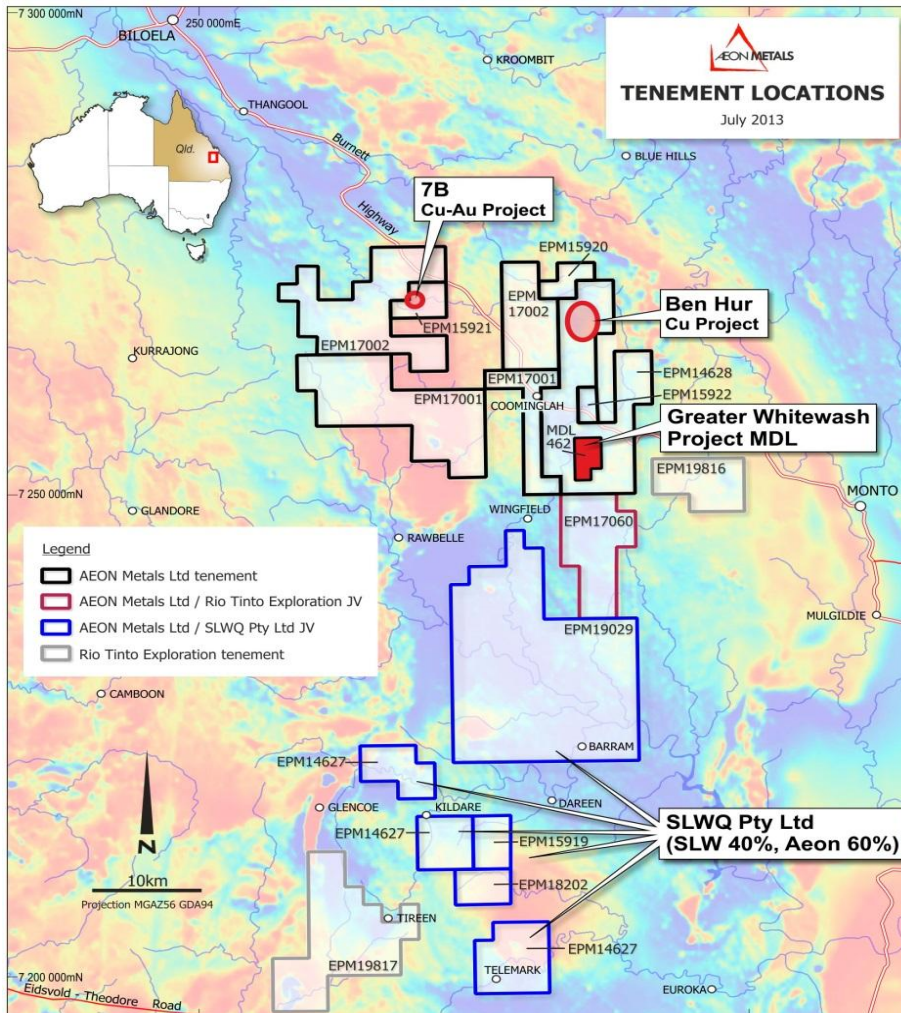 7 300 000mN
250 000mE
BILOELA
KROOMBIT
AEON METALS
TENEMENT LOCATIONS
July 2013
THANGOOL
Qld.
Burnett
Highway
BLUE HILLS
7B
Cu-Au Project
EPM15920
EPM
17002
Ben Hur
Cu Project
EPM15921
KURRAJONG
EPM17002
EPM17001
EPM17001
EPM14628
EPM15922
COOMINGLAH
Greater Whitewash
Project MDL
MDL
462
EPM19816
7 250 000mN
MONTO
GLANDORE
WINGFIELD
EPM17060
RAWBELLE
Legend
AEON Metals Ltd tenement
AEON Metals Ltd / Rio Tinto Exploration JV
AEON Metals Ltd / SLWQ Pty Ltd JV
Rio Tinto Exploration tenement
MULGILDIE
EPM19029
CAMBOON
BARRAM
EPM14627
GLENCOE
DAREEN
KILDARE
SLWQ Pty Ltd
(SLW 40%, Aeon 60%)
EPM14627
EPM15919
N
10km
Projection MGAZ56 GDA94
EPM18202
TIREEN
EPM14627
EPM19817
7 200 000mN
TELEMARK
EUROKA
Eidsvold - Theodore Road